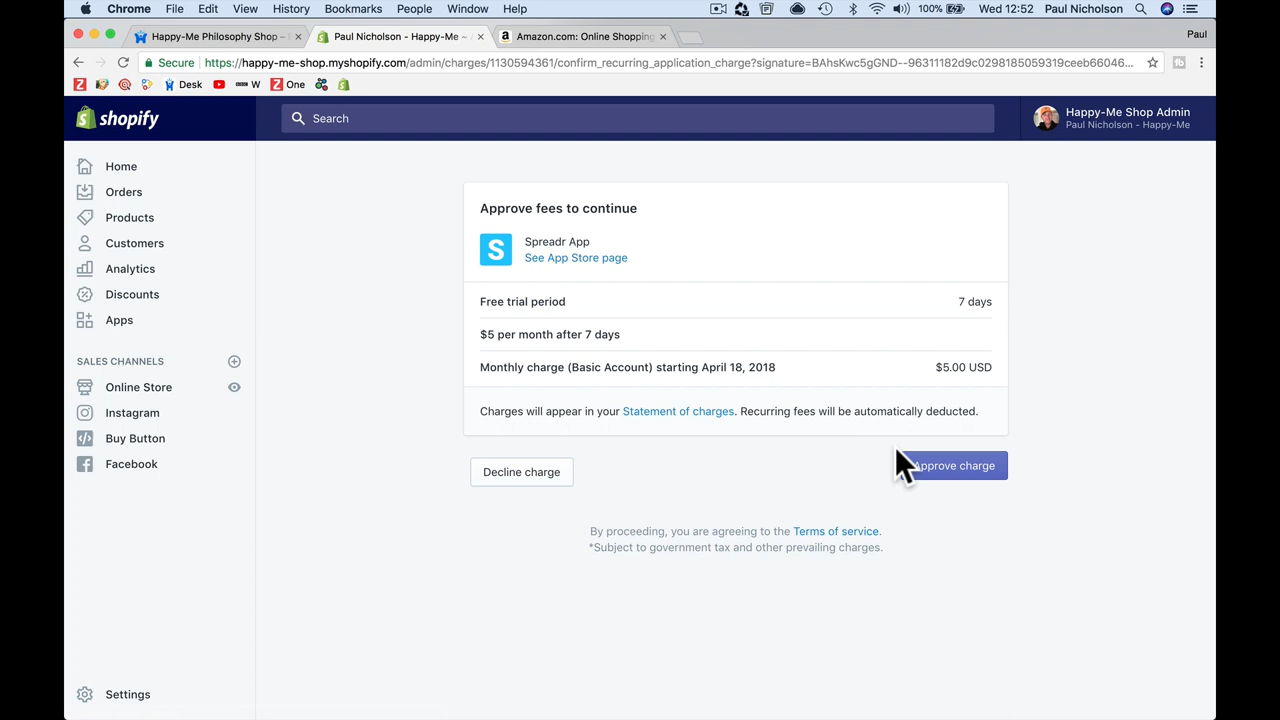 Chrome File Edit View History Bookmarks People Window Help 100% Wed 12:52 Paul Nicholson
Happy-Me Philosophy Shop – Paul Nicholson - Happy-Me ~ Amazon.com: Online Shopping Paul
Secure https://happy-me-shop.myshopify.com/admin/charges/1130594361/confirm_recurring_application_charge?signature=BAhsKwc5gGND--96311182d9c0298185059319ceeb66046...
Desk W One
shopify Search Happy-Me Shop Admin
Paul Nicholson - Happy-Me
Home
Orders
Products
Customers
Analytics
Discounts
Apps
SALES CHANNELS
Online Store
Instagram
Buy Button
Facebook
Settings
Approve fees to continue
S Spreadr App
See App Store page
Free trial period 7 days
$5 per month after 7 days
Monthly charge (Basic Account) starting April 18, 2018 $5.00 USD
Charges will appear in your Statement of charges. Recurring fees will be automatically deducted.
Decline charge Approve charge
By proceeding, you are agreeing to the Terms of service.
*Subject to government tax and other prevailing charges.